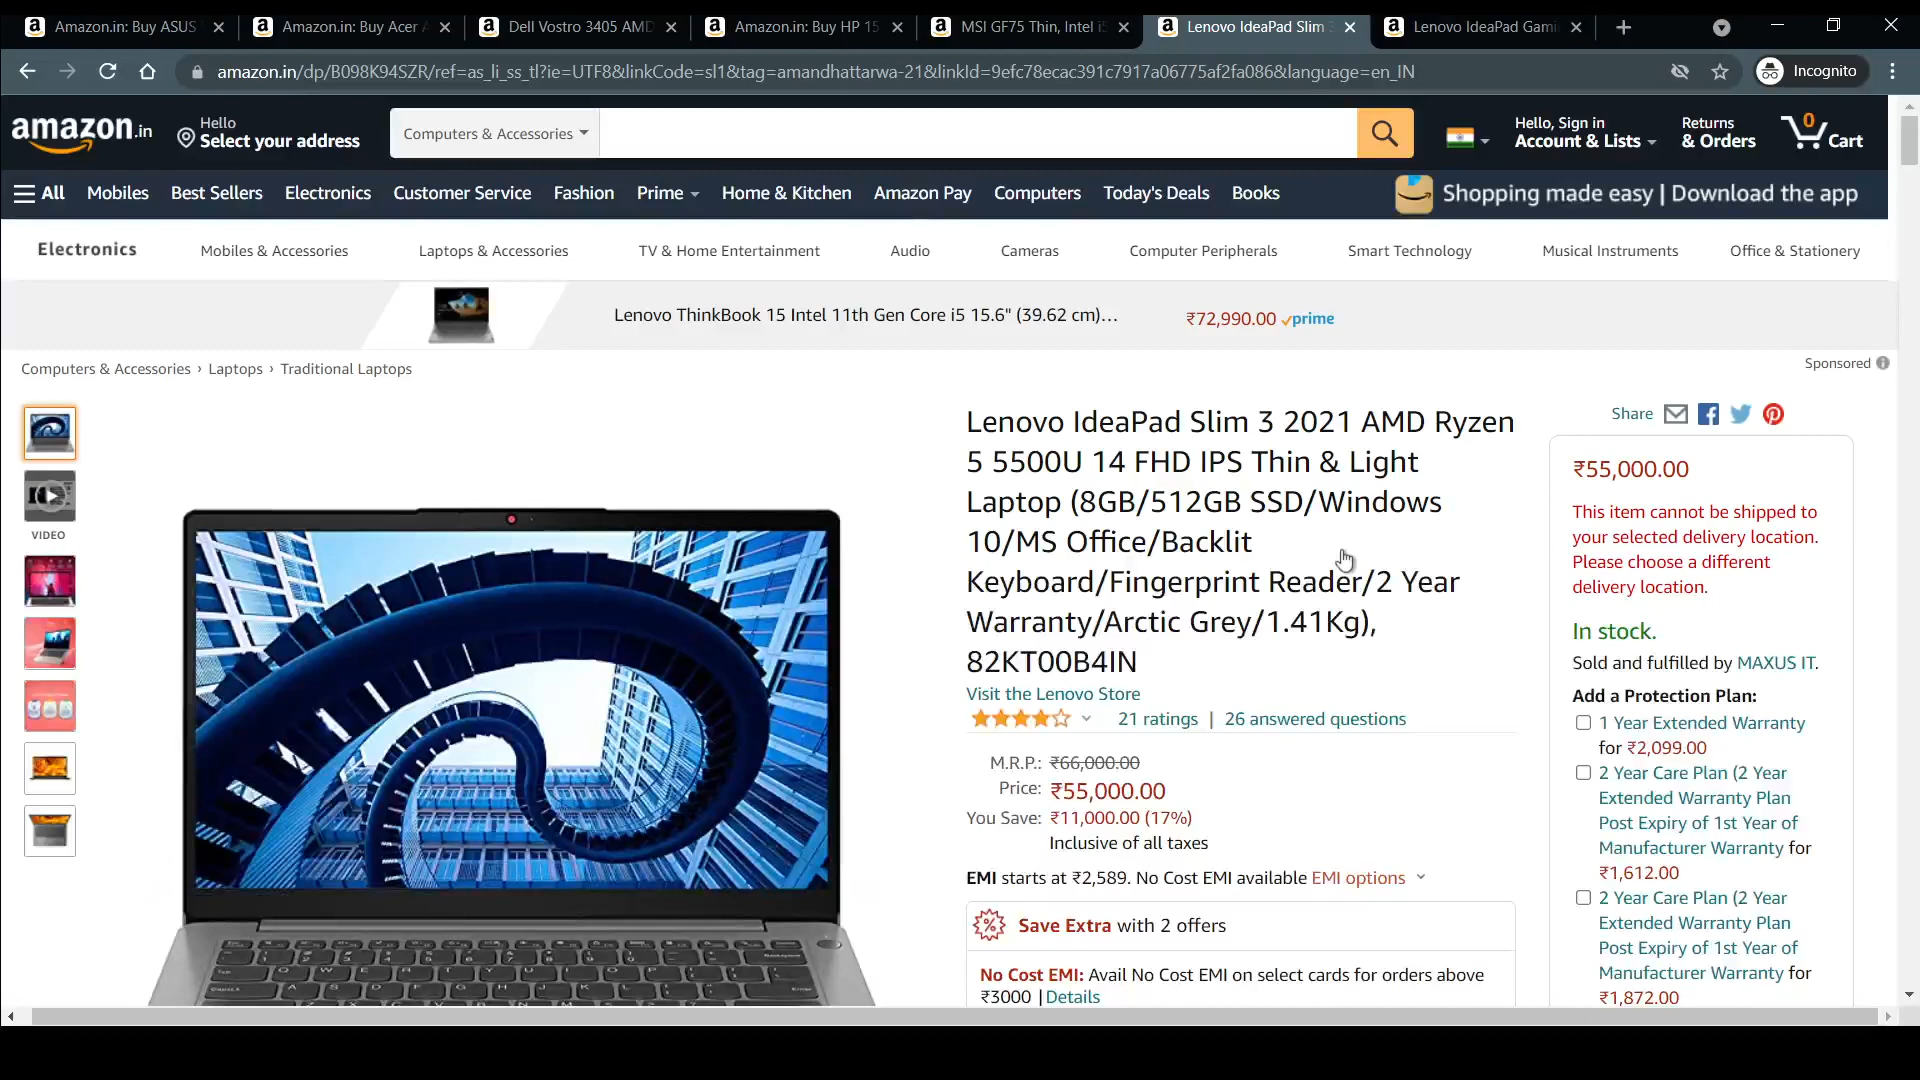 Amazon.in: Buy ASUS
Amazon.in: Buy Acer A
Dell Vostro 3405 AMD
Amazon.in: Buy HP 15
MSI GF75 Thin, Intel i5
Lenovo IdeaPad Slim 3
Lenovo IdeaPad Gami
amazon.in/dp/B098K94SZR/ref=as_li_ss_tl?ie=UTF8&linkCode=sl1&tag=amandhattarwa-21&linkId=9efc78ecac391c7917a06775af2fa086&language=en_IN
Incognito
amazon.in
Hello
Select your address
Computers & Accessories
Hello, Sign in
Account & Lists
Returns
& Orders
0
Cart
All
Mobiles
Best Sellers
Electronics
Customer Service
Fashion
Prime
Home & Kitchen
Amazon Pay
Computers
Today's Deals
Books
Shopping made easy | Download the app
Electronics
Mobiles & Accessories
Laptops & Accessories
TV & Home Entertainment
Audio
Cameras
Computer Peripherals
Smart Technology
Musical Instruments
Office & Stationery
Lenovo ThinkBook 15 Intel 11th Gen Core i5 15.6" (39.62 cm)…
₹72,990.00 prime
Computers & Accessories › Laptops › Traditional Laptops
Sponsored
VIDEO
Lenovo IdeaPad Slim 3 2021 AMD Ryzen
5 5500U 14 FHD IPS Thin & Light
Laptop (8GB/512GB SSD/Windows
10/MS Office/Backlit
Keyboard/Fingerprint Reader/2 Year
Warranty/Arctic Grey/1.41Kg),
82KT00B4IN
Visit the Lenovo Store
21 ratings | 26 answered questions
M.R.P.: ₹66,000.00
Price: ₹55,000.00
You Save: ₹11,000.00 (17%)
Inclusive of all taxes
EMI starts at ₹2,589. No Cost EMI available EMI options
Save Extra with 2 offers
No Cost EMI: Avail No Cost EMI on select cards for orders above
₹3000 |Details
Share
₹55,000.00
This item cannot be shipped to
your selected delivery location.
Please choose a different
delivery location.
In stock.
Sold and fulfilled by MAXUS IT.
Add a Protection Plan:
1 Year Extended Warranty
for ₹2,099.00
2 Year Care Plan (2 Year
Extended Warranty Plan
Post Expiry of 1st Year of
Manufacturer Warranty for
₹1,612.00
2 Year Care Plan (2 Year
Extended Warranty Plan
Post Expiry of 1st Year of
Manufacturer Warranty for
₹1,872.00